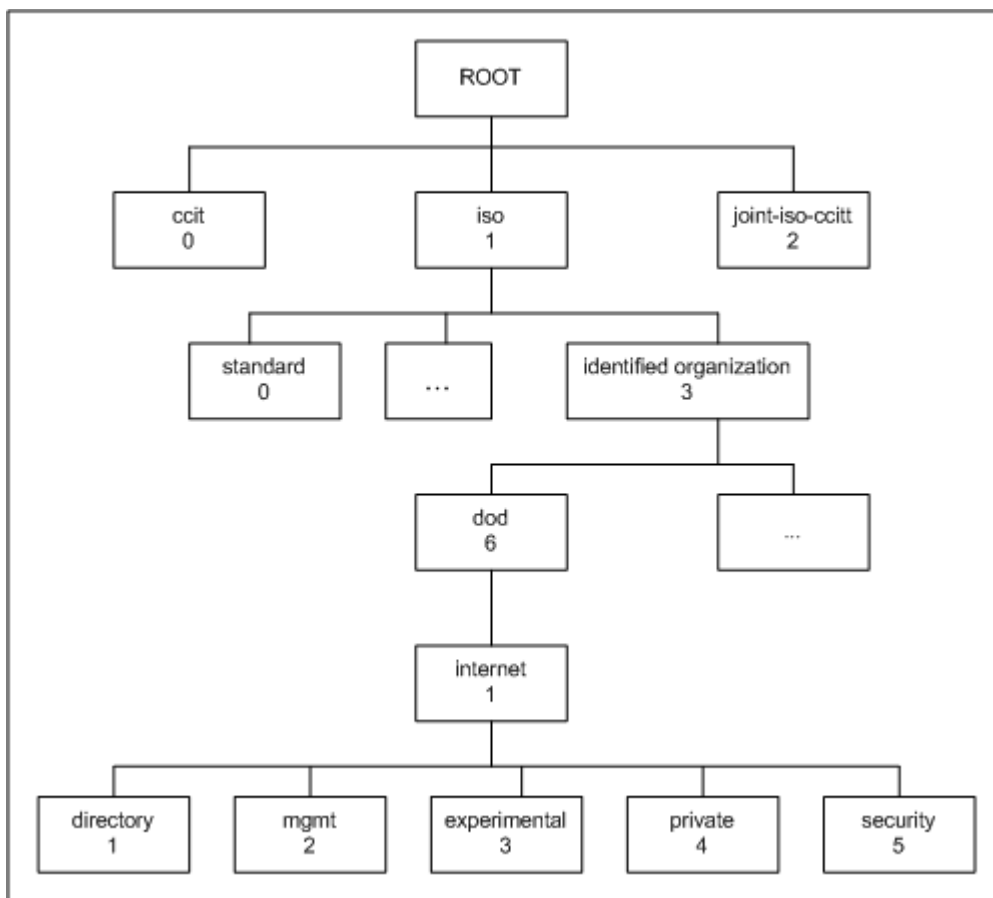 ROOT
ccit
0
iso
1
joint-iso-ccitt
2
standard
0
...
identified organization
3
dod
6
...
internet
1
directory
1
mgmt
2
experimental
3
private
4
security
5